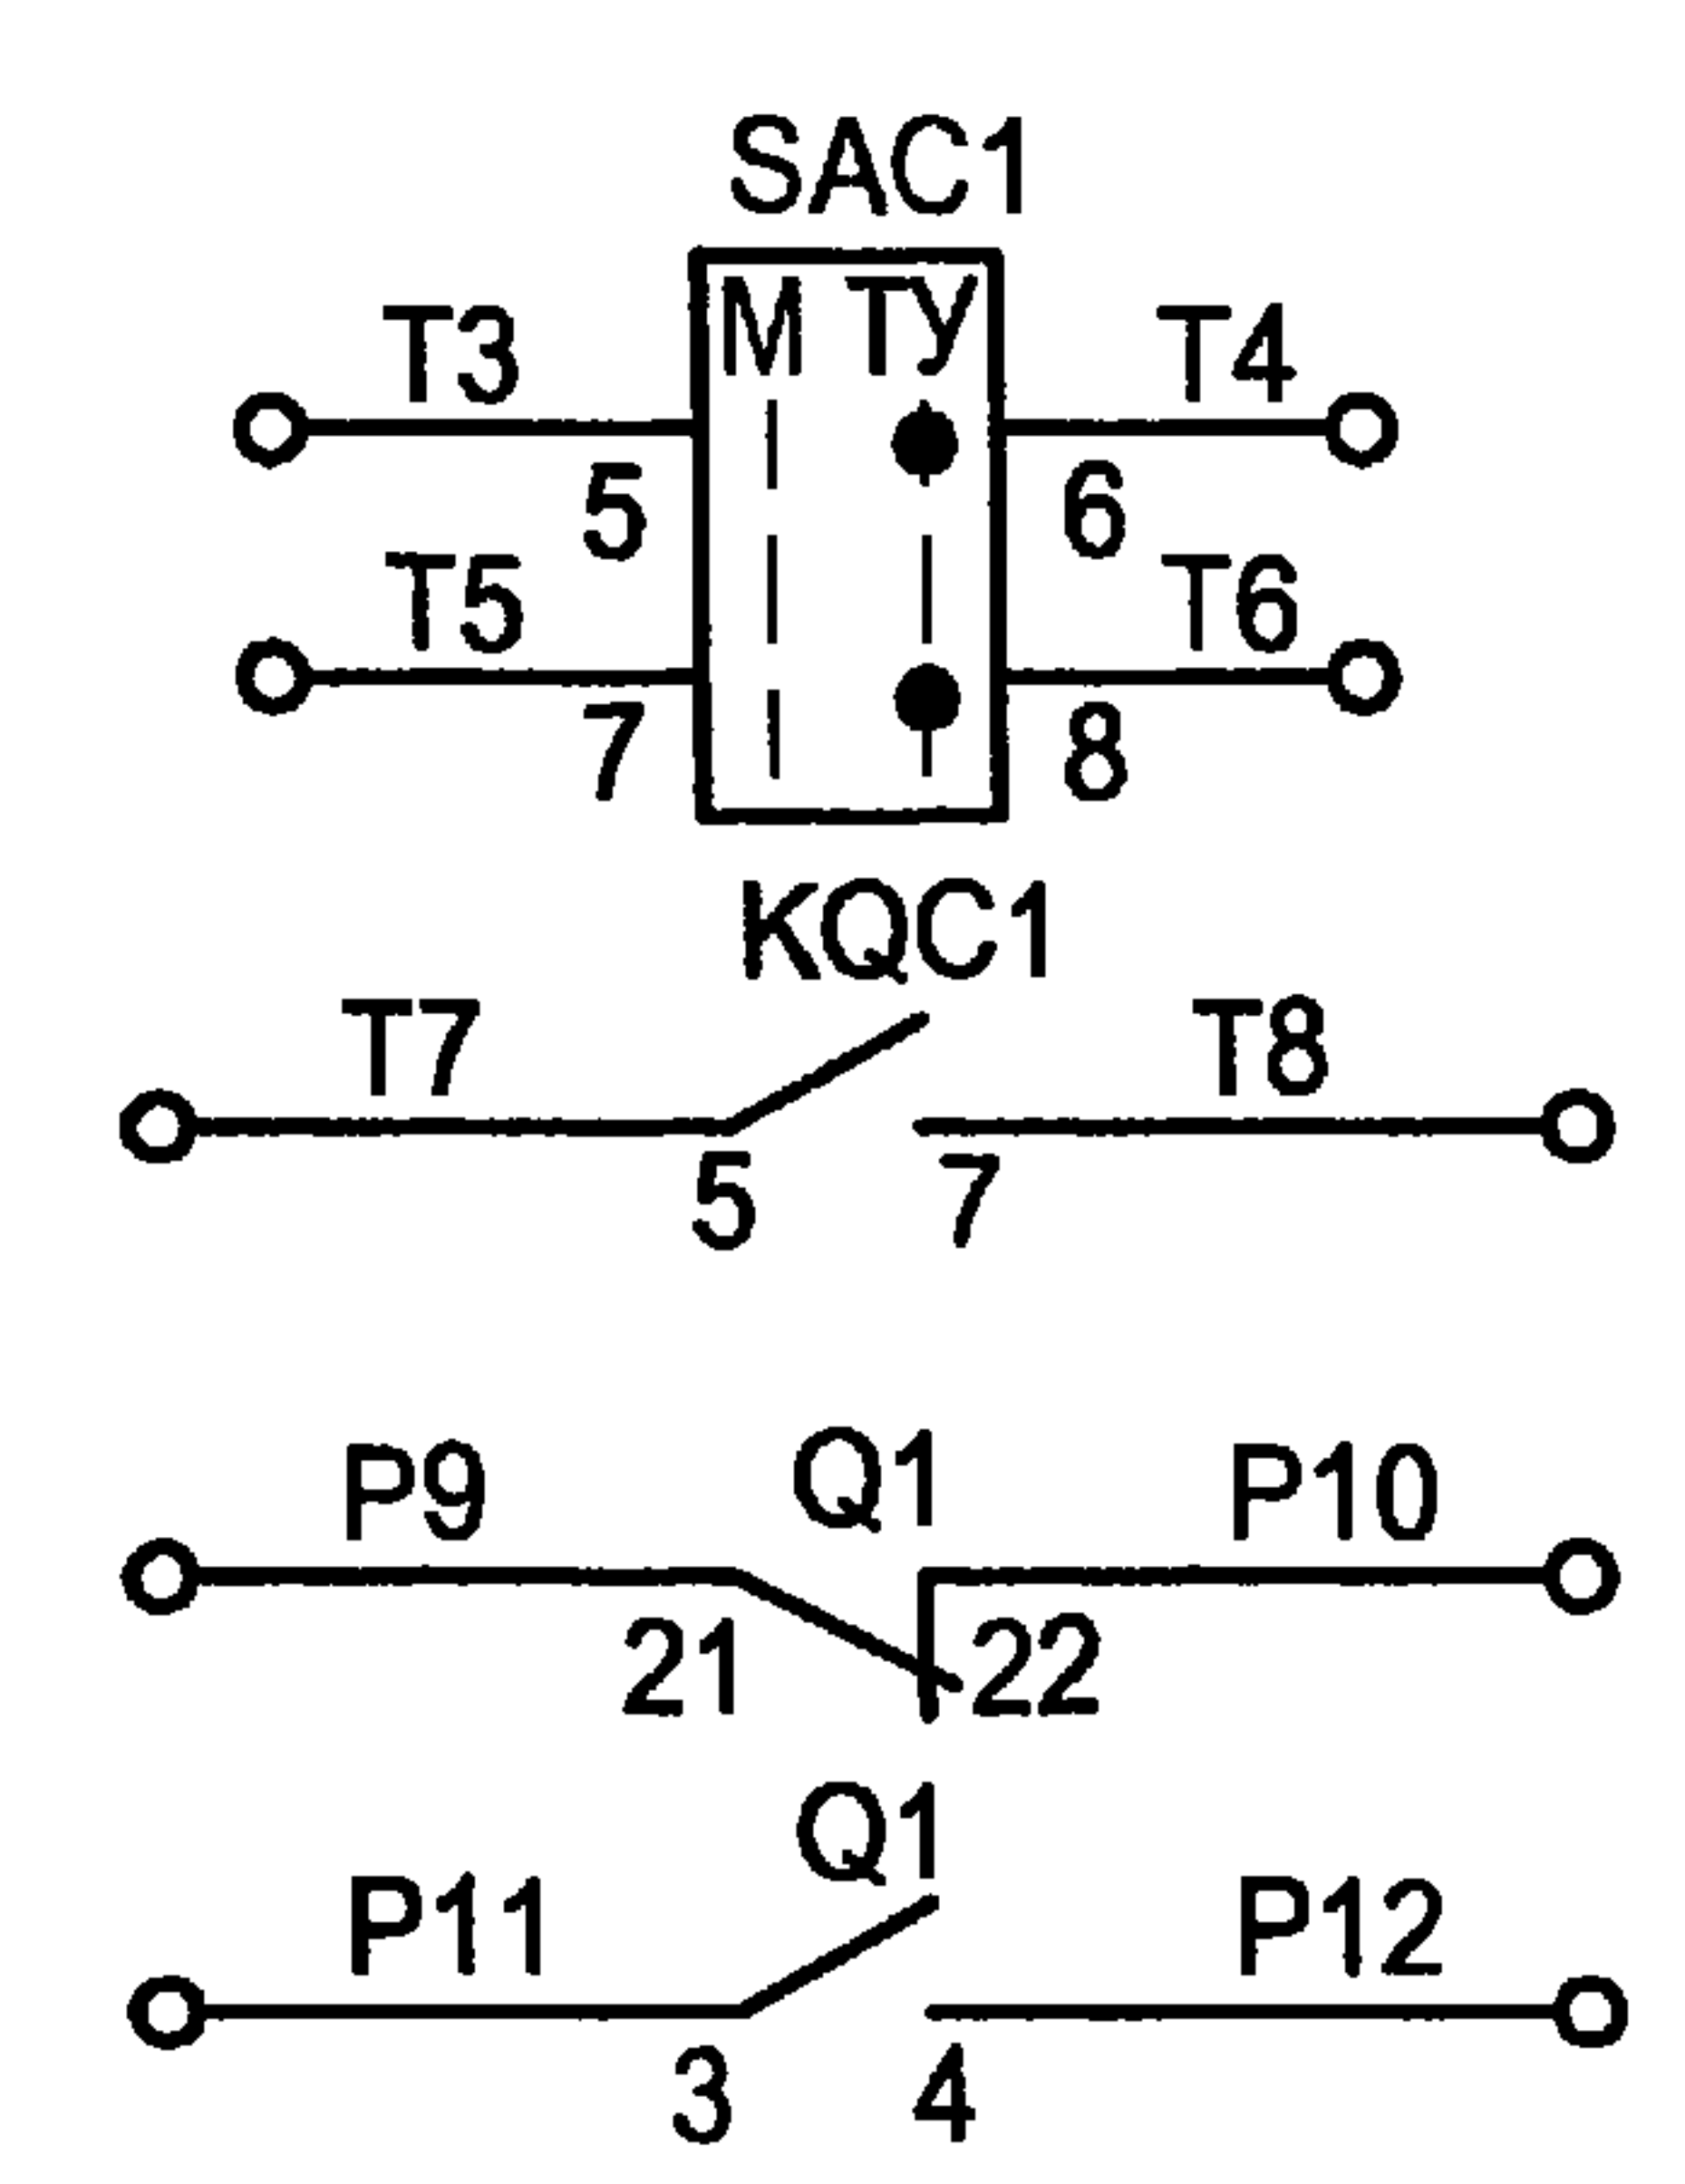 SAC1
М ТУ
T3 T4
5 6
T5 T6
7 8
KQC1
T7 T8
5 7
P9 Q1 P10
21 22
Q1
P11 P12
3 4